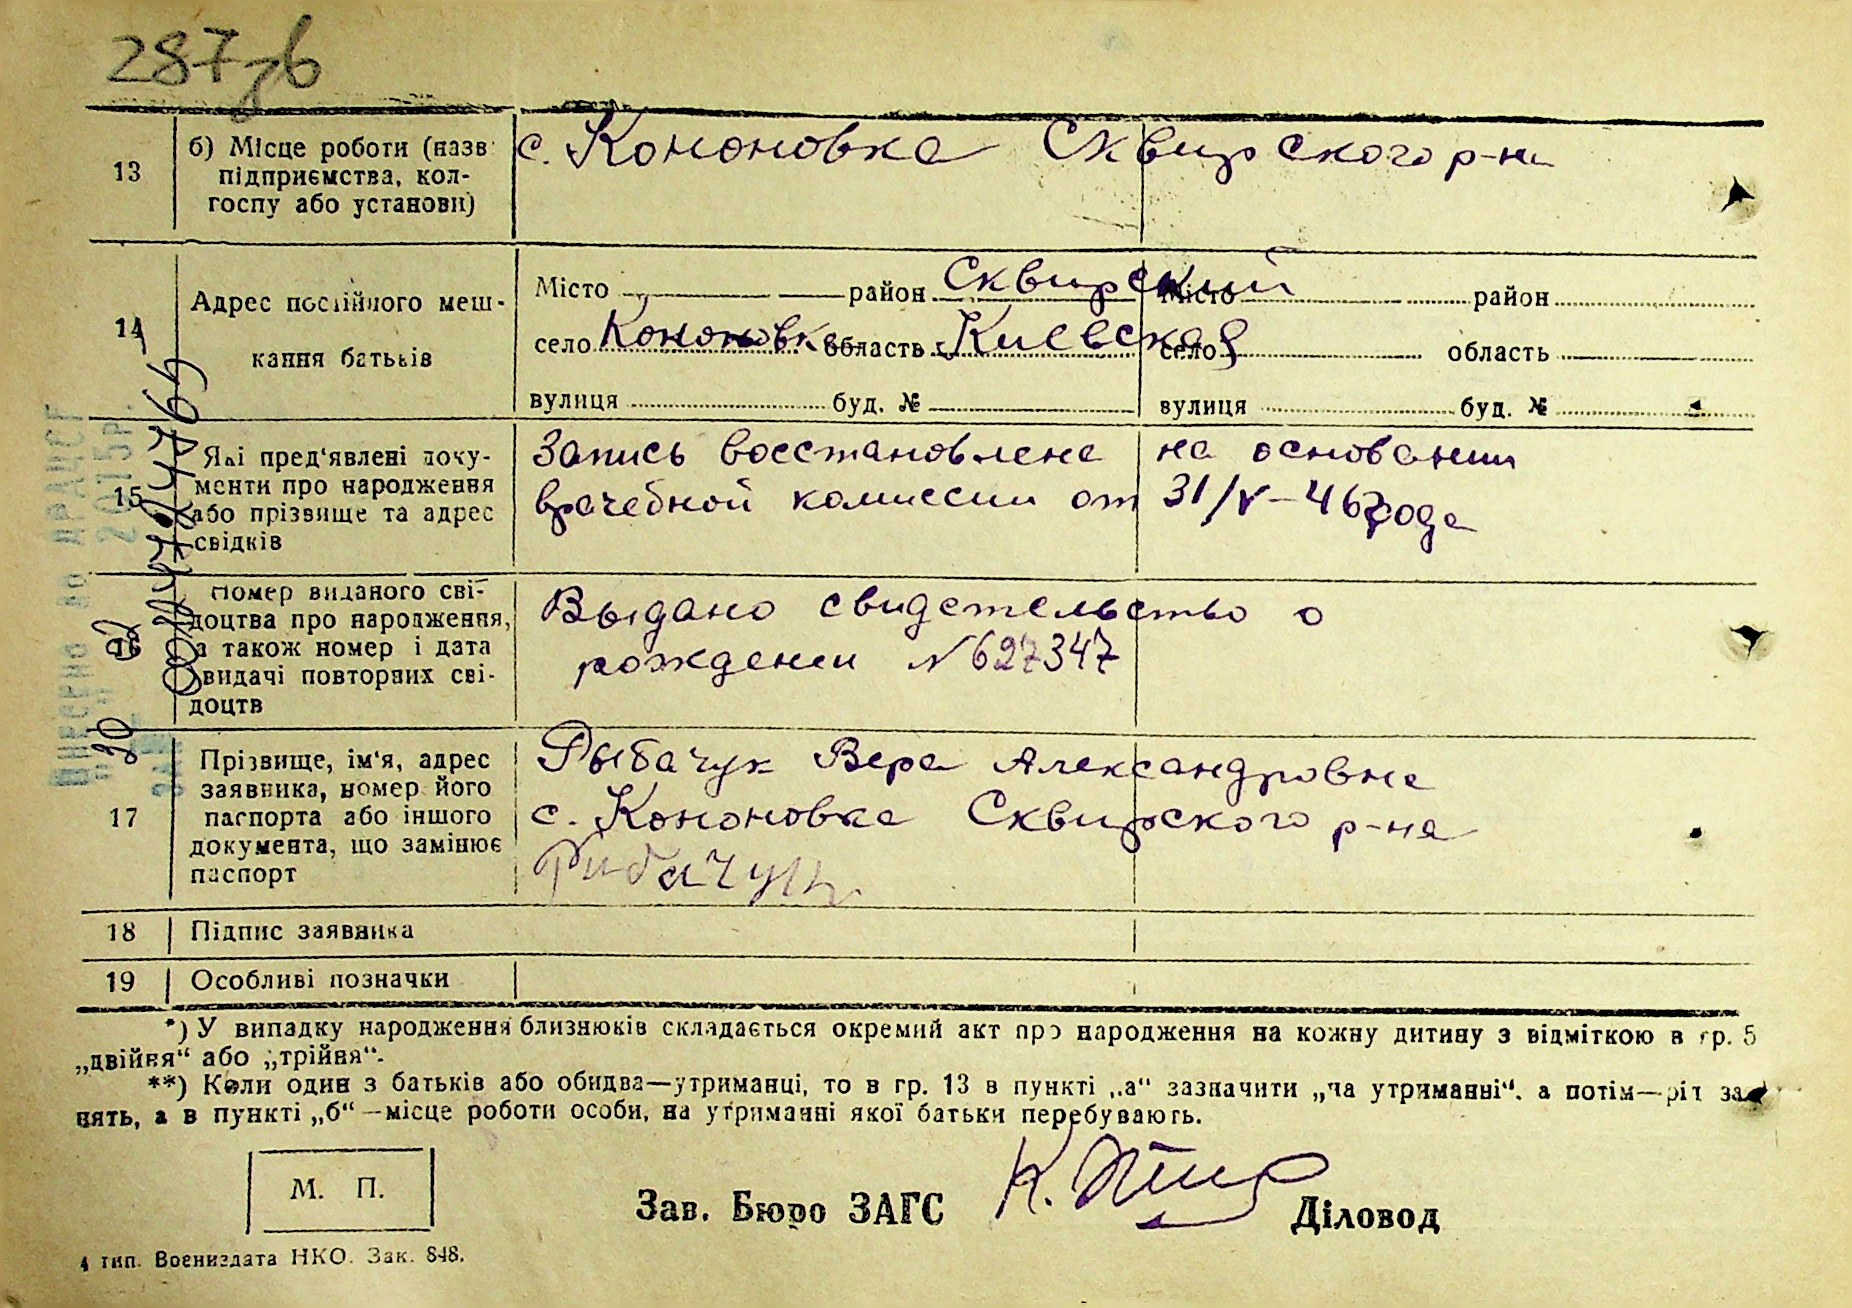 287зв
13
б) Місце роботи (назв
підприємства, кол-
госпу або установи)
с. Кононовка Сквирского р-на
14
Адрес постійного меш-
кання батьків
Місто район Сквирский
село Кононовка область Киевская
вулиця буд. №
Місто район
село область
вулиця буд. №
15
Які пред'явлені доку-
менти про народження
або прізвище та адрес
свідків
Запись восстановлена на основании
врачебной комиссии от 31/V-46 года
16
Номер виданого сві-
доцтва про народження,
а також номер і дата
видачі повторних сві-
доцтв
Выдано свидетельство о
рождении №627347
17
Прізвище, ім'я, адрес
заявника, номер його
паспорта або іншого
документа, що замінює
паспорт
Рыбачук Вера Александровна
с. Кононовка Сквирского р-на
Рибачук
18
Підпис заявника
19
Особливі позначки
*) У випадку народження близнюків складається окремий акт про народження на кожну дитину з відміткою в гр. 5
„двійня“ або „трійня“.
**) Коли один з батьків або обидва—утриманці, то в гр. 13 в пункті „а“ зазначити „на утриманні“, а потім—рід за-
нять, а в пункті „б“—місце роботи особи, на утриманні якої батьки перебувають.
М. П.
Зав. Бюро ЗАГС
Діловод
4 тип. Воениздата НКО. Зак. 848.
ВНЕСЕНО ДО ДРАЦСГ
2015р.